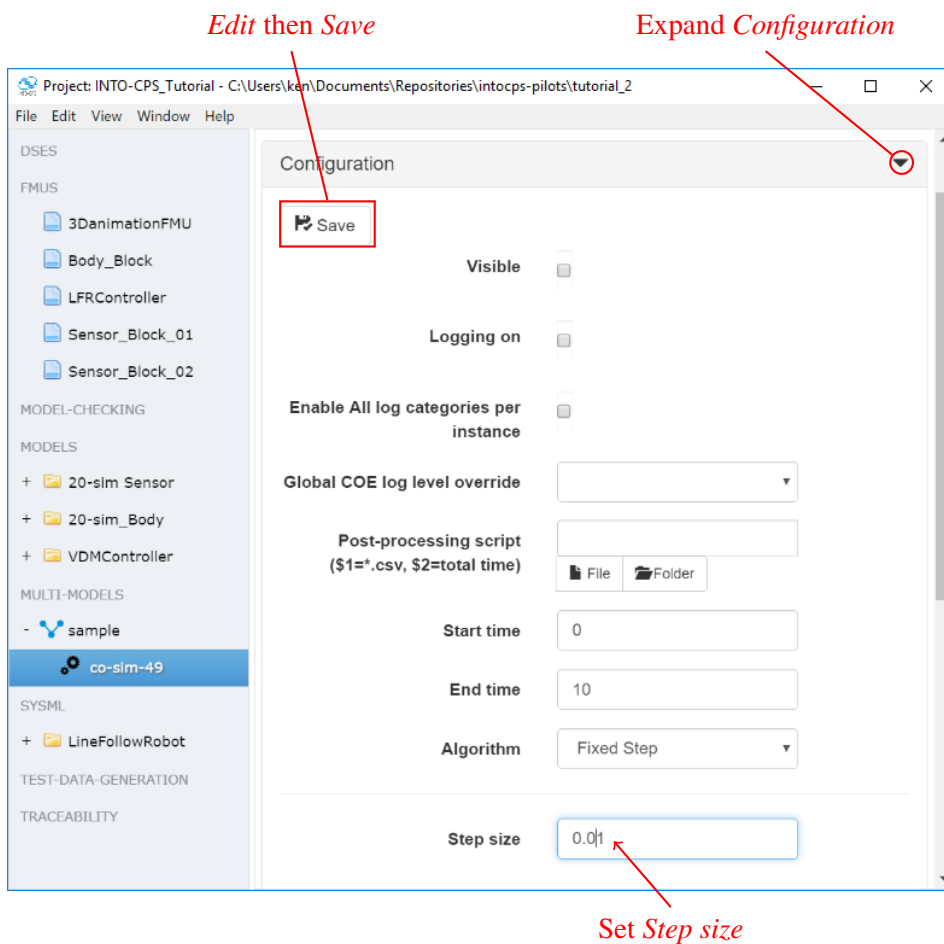 Edit then Save
Expand Configuration
Project: INTO-CPS_Tutorial - C:\Users\ken\Documents\Repositories\intocps-pilots\tutorial_2
File Edit View Window Help
DSES
FMUS
3DanimationFMU
Body_Block
LFRController
Sensor_Block_01
Sensor_Block_02
MODEL-CHECKING
MODELS
+ 20-sim Sensor
+ 20-sim_Body
+ VDMController
MULTI-MODELS
- sample
co-sim-49
SYSML
+ LineFollowRobot
TEST-DATA-GENERATION
TRACEABILITY
Configuration
Save
Visible
Logging on
Enable All log categories per
instance
Global COE log level override
Post-processing script
($1=*.csv, $2=total time)
File Folder
Start time 0
End time 10
Algorithm Fixed Step
Step size 0.01
Set Step size